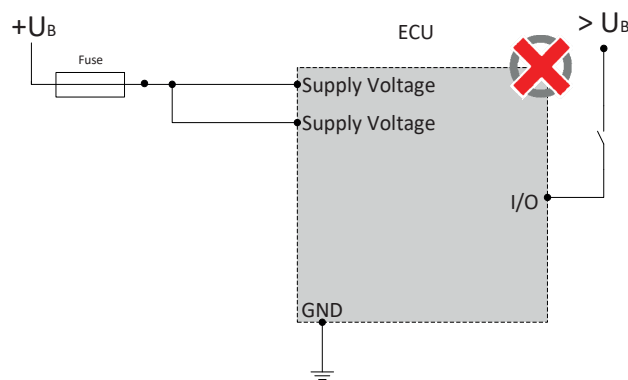 +UB
ECU
> UB
Fuse
Supply Voltage
Supply Voltage
I/O
GND